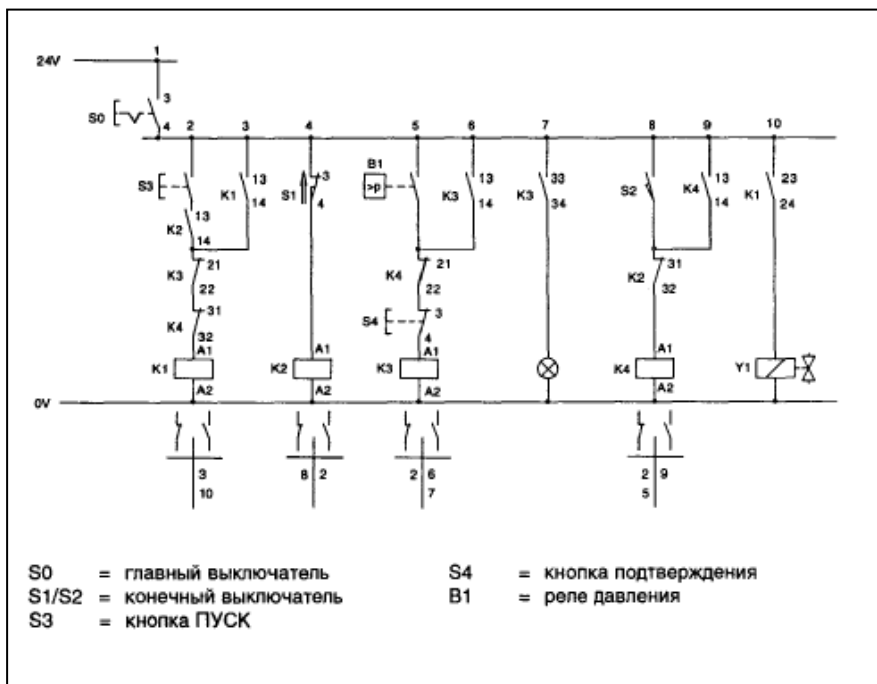 1
24V
3
S0
4
2 3 4 5 6 7 8 9 10
S3 K1 13 14 S1 3 4 B1 >p K3 13 14 K3 33 34 S2 K4 13 14 K1 23 24
K2 13 14
K3 21 22 K4 21 22 K2 31 32
K4 31 32 S4 3 4
K1 A1 A2 K2 A1 A2 K3 A1 A2 K4 A1 A2 Y1
0V
3 8 2 2 6 2 9
10 7 5
S0 = главный выключатель
S1/S2 = конечный выключатель
S3 = кнопка ПУСК
S4 = кнопка подтверждения
B1 = реле давления